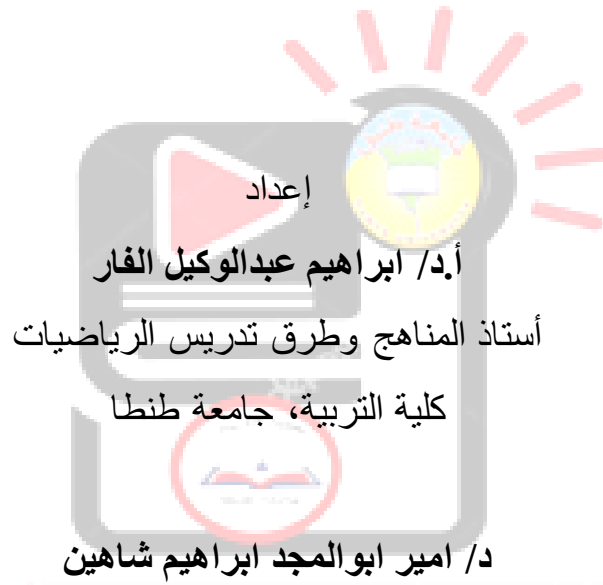 إعداد
أ.د/ ابراهيم عبدالوكيل الفار
أستاذ المناهج وطرق تدريس الرياضيات
كلية التربية، جامعة طنطا
د/ امير ابوالمجد ابراهيم شاهين